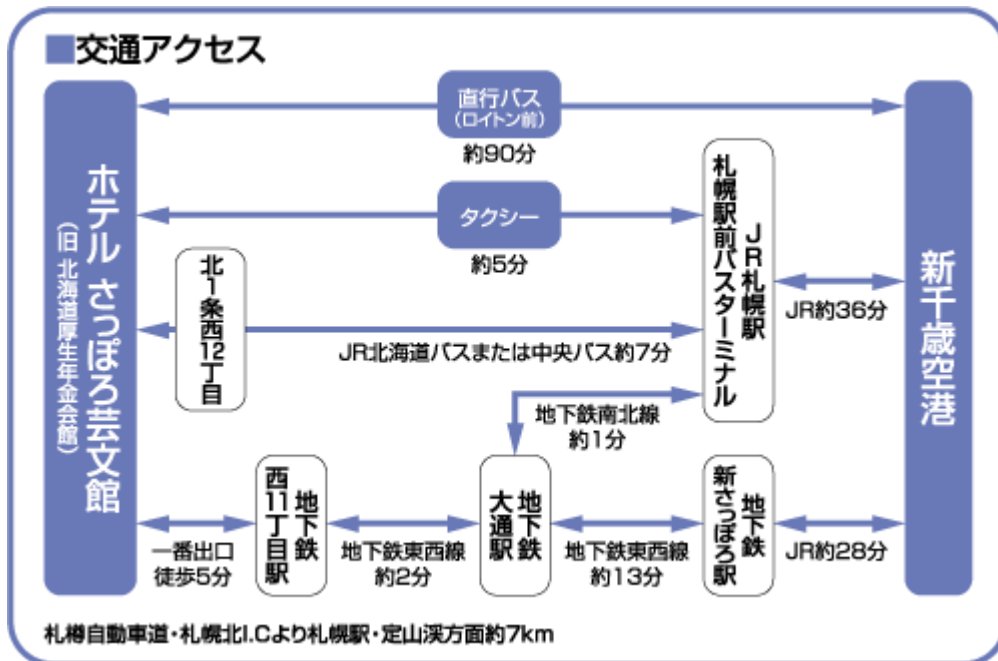 ■交通アクセス
ホテル さっぽろ芸文館
(旧 北海道厚生年金会館)
直行バス
(ロイトン前)
約90分
タクシー
約5分
北1条西12丁目
JR北海道バスまたは中央バス約7分
JR札幌駅
札幌駅前バスターミナル
JR約36分
新千歳空港
地下鉄南北線
約1分
一番出口
徒歩5分
地下鉄
西11丁目駅
地下鉄東西線
約2分
地下鉄
大通駅
地下鉄東西線
約13分
地下鉄
新さっぽろ駅
JR約28分
札樽自動車道・札幌北I.Cより札幌駅・定山渓方面約7km